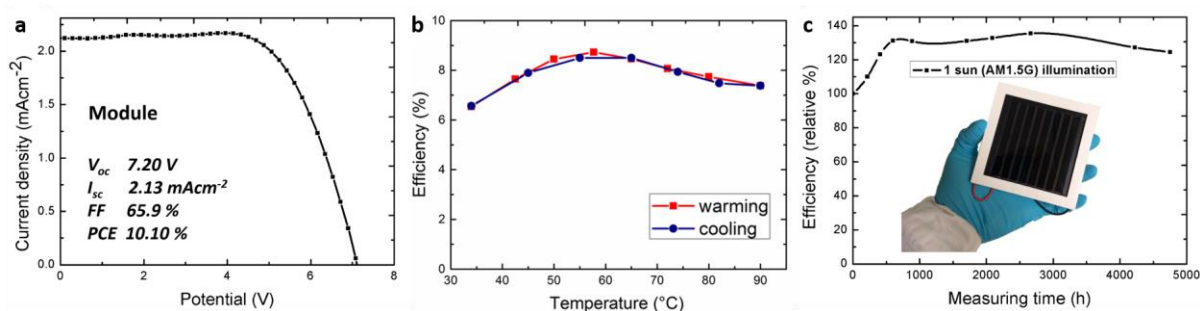 a
Current density (mAcm⁻²)
2.0
1.5
1.0
0.5
0.0
Module
Voc 7.20 V
Isc 2.13 mAcm⁻²
FF 65.9 %
PCE 10.10 %
0 2 4 6 8
Potential (V)
b
Efficiency (%)
10
8
6
4
2
0
warming
cooling
30 40 50 60 70 80 90
Temperature (°C)
c
Efficiency (relative %)
140
120
100
80
60
40
20
0
1 sun (AM1.5G) illumination
0 1000 2000 3000 4000 5000
Measuring time (h)